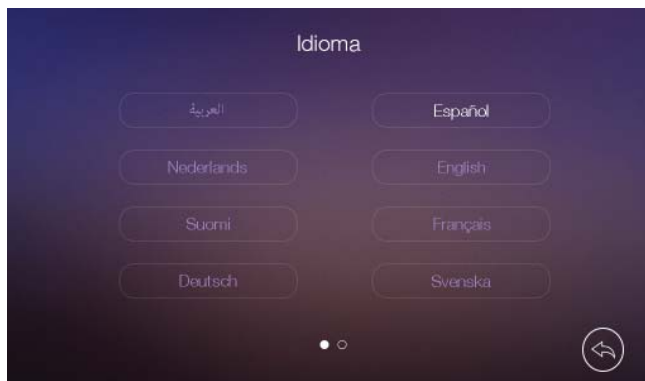 Idioma
العربية
Español
Nederlands
English
Suomi
Français
Deutsch
Svenska